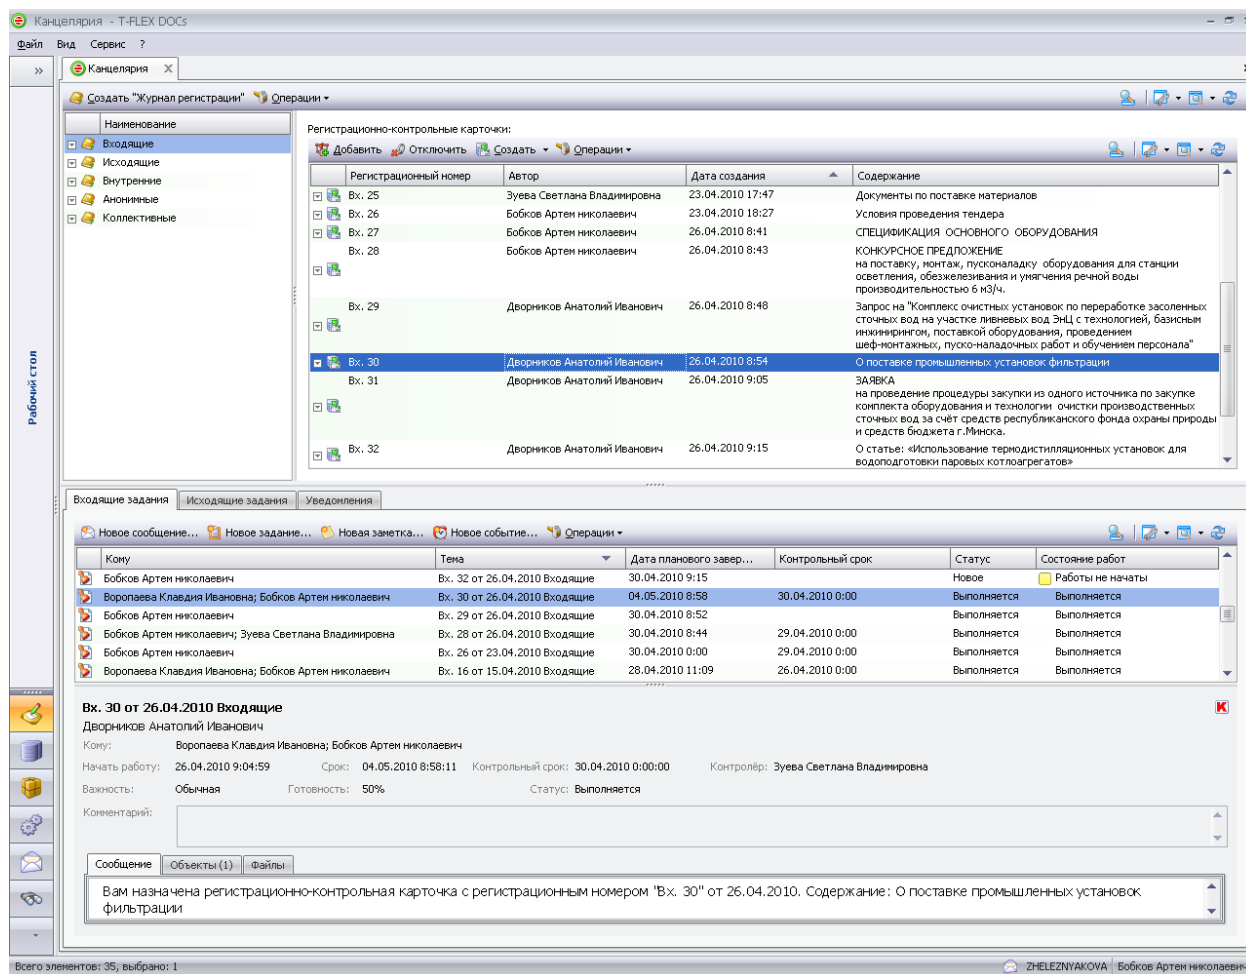 Канцелярия - T-FLEX DOCs
Файл Вид Сервис ?
Канцелярия
Создать "Журнал регистрации" Операции
Наименование
Входящие
Исходящие
Внутренние
Анонимные
Коллективные
Рабочий стол
Регистрационно-контрольные карточки:
Добавить Отключить Создать Операции
Регистрационный номер Автор Дата создания Содержание
Вх. 25 Зуева Светлана Владимировна 23.04.2010 17:47 Документы по поставке материалов
Вх. 26 Бобков Артем николаевич 23.04.2010 18:27 Условия проведения тендера
Вх. 27 Бобков Артем николаевич 26.04.2010 8:41 СПЕЦИФИКАЦИЯ ОСНОВНОГО ОБОРУДОВАНИЯ
Вх. 28 Бобков Артем николаевич 26.04.2010 8:43 КОНКУРСНОЕ ПРЕДЛОЖЕНИЕ
на поставку, монтаж, пусконаладку оборудования для станции
осветления, обезжелезивания и умягчения речной воды
производительностью 6 м3/ч.
Вх. 29 Дворников Анатолий Иванович 26.04.2010 8:48 Запрос на "Комплекс очистных установок по переработке засоленных
сточных вод на участке ливневых вод ЭнЦ с технологией, базисным
инжинирингом, поставкой оборудования, проведением
шеф-монтажных, пуско-наладочных работ и обучением персонала"
Вх. 30 Дворников Анатолий Иванович 26.04.2010 8:54 О поставке промышленных установок фильтрации
Вх. 31 Дворников Анатолий Иванович 26.04.2010 9:05 ЗАЯВКА
на проведение процедуры закупки из одного источника по закупке
комплекта оборудования и технологии очистки производственных
сточных вод за счёт средств республиканского фонда охраны природы
и средств бюджета г.Минска.
Вх. 32 Дворников Анатолий Иванович 26.04.2010 9:15 О статье: «Использование термодистилляционных установок для
водоподготовки паровых котлоагрегатов»
Входящие задания Исходящие задания Уведомления
Новое сообщение... Новое задание... Новая заметка... Новое событие... Операции
Кому Тема Дата планового завер... Контрольный срок Статус Состояние работ
Бобков Артем николаевич Вх. 32 от 26.04.2010 Входящие 30.04.2010 9:15 Новое Работы не начаты
Воропаева Клавдия Ивановна; Бобков Артем николаевич Вх. 30 от 26.04.2010 Входящие 04.05.2010 8:58 30.04.2010 0:00 Выполняется Выполняется
Бобков Артем николаевич Вх. 29 от 26.04.2010 Входящие 30.04.2010 8:52 Выполняется Выполняется
Бобков Артем николаевич; Зуева Светлана Владимировна Вх. 28 от 26.04.2010 Входящие 30.04.2010 8:44 29.04.2010 0:00 Выполняется Выполняется
Бобков Артем николаевич Вх. 26 от 23.04.2010 Входящие 30.04.2010 0:00 29.04.2010 0:00 Выполняется Выполняется
Воропаева Клавдия Ивановна; Бобков Артем николаевич Вх. 16 от 15.04.2010 Входящие 28.04.2010 11:09 26.04.2010 0:00 Выполняется Выполняется
Вх. 30 от 26.04.2010 Входящие К
Дворников Анатолий Иванович
Кому: Воропаева Клавдия Ивановна; Бобков Артем николаевич
Начать работу: 26.04.2010 9:04:59 Срок: 04.05.2010 8:58:11 Контрольный срок: 30.04.2010 0:00:00 Контролёр: Зуева Светлана Владимировна
Важность: Обычная Готовность: 50% Статус: Выполняется
Комментарий:
Сообщение Объекты (1) Файлы
Вам назначена регистрационно-контрольная карточка с регистрационным номером "Вх. 30" от 26.04.2010. Содержание: О поставке промышленных установок
фильтрации
Всего элементов: 35, выбрано: 1 ZHELEZNYAKOVA Бобков Артем николаеви